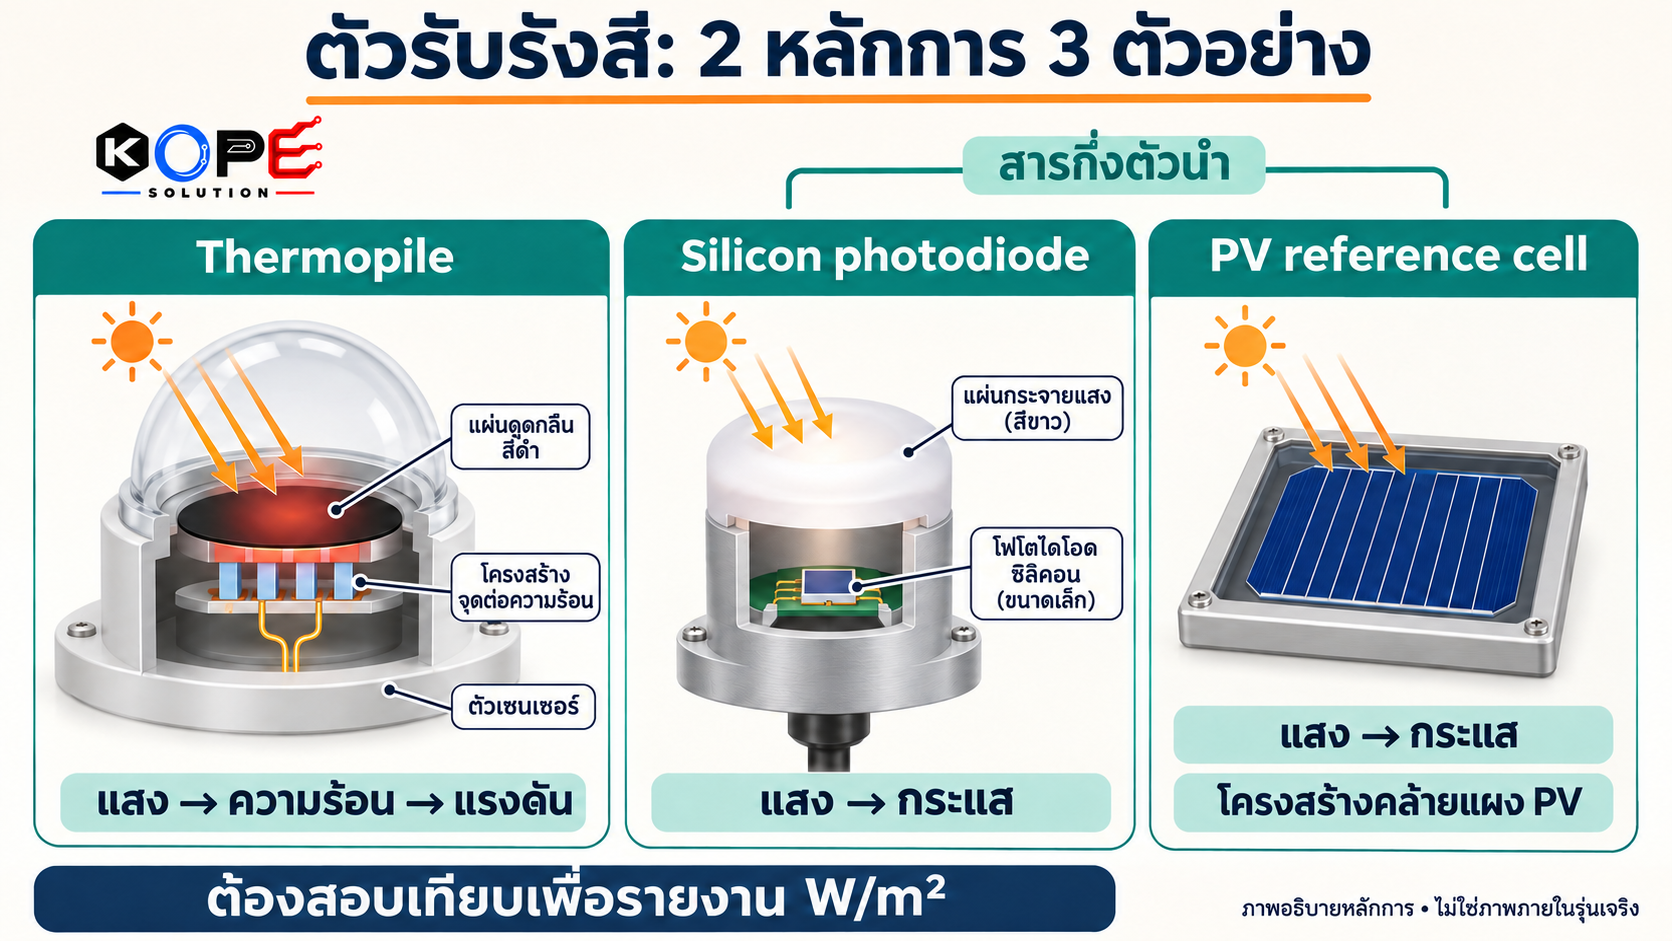 ตัวรับรังสี: 2 หลักการ 3 ตัวอย่าง
KOPE
SOLUTION
สารกึ่งตัวนำ
Thermopile
แผ่นดูดกลืน
สีดำ
โครงสร้าง
จุดต่อความร้อน
ตัวเซนเซอร์
แสง → ความร้อน → แรงดัน
Silicon photodiode
แผ่นกระจายแสง
(สีขาว)
โฟโตไดโอด
ซิลิคอน
(ขนาดเล็ก)
แสง → กระแส
PV reference cell
แสง → กระแส
โครงสร้างคล้ายแผง PV
ต้องสอบเทียบเพื่อรายงาน W/m²
ภาพอธิบายหลักการ • ไม่ใช่ภาพภายในรุ่นจริง